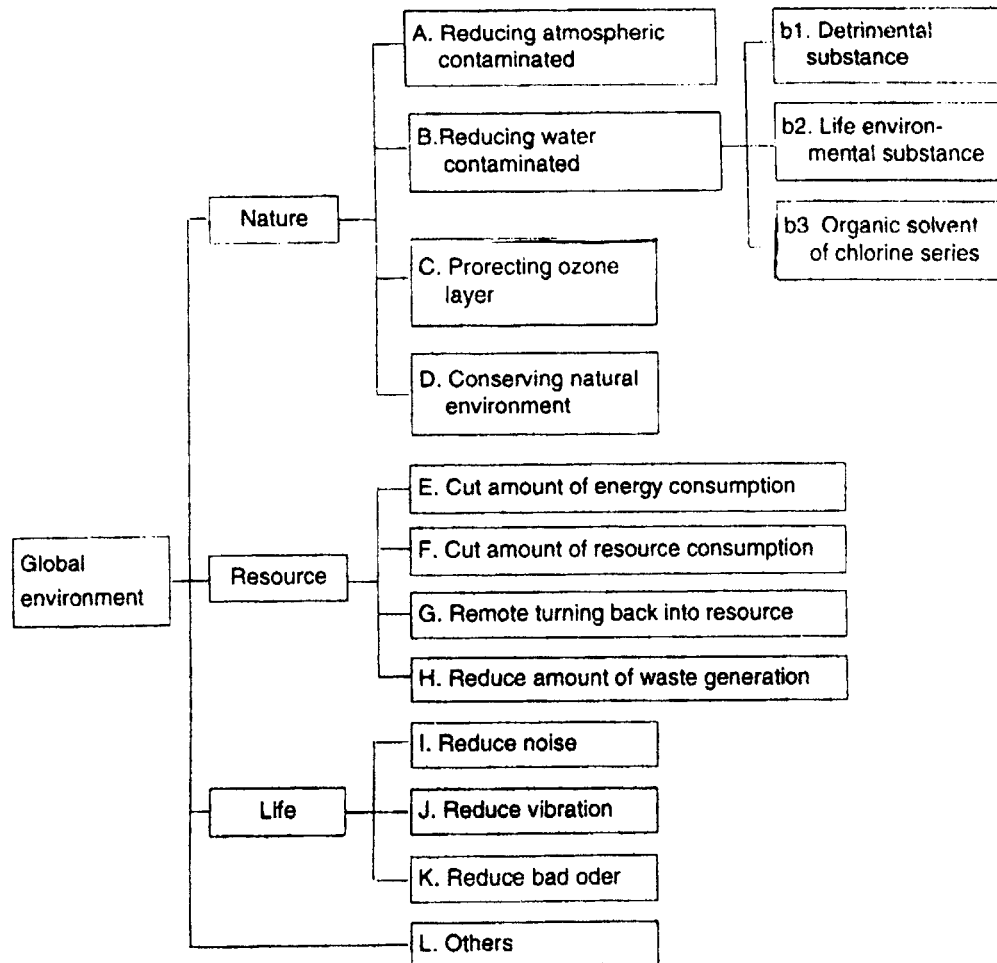 A. Reducing atmospheric
contaminated
b1. Detrimental
substance
B.Reducing water
contaminated
b2. Life environ-
mental substance
b3 Organic solvent
of chlorine series
Nature
C. Prorecting ozone
layer
D. Conserving natural
environment
Global
environment
Resource
E. Cut amount of energy consumption
F. Cut amount of resource consumption
G. Remote turning back into resource
H. Reduce amount of waste generation
Life
I. Reduce noise
J. Reduce vibration
K. Reduce bad oder
L. Others